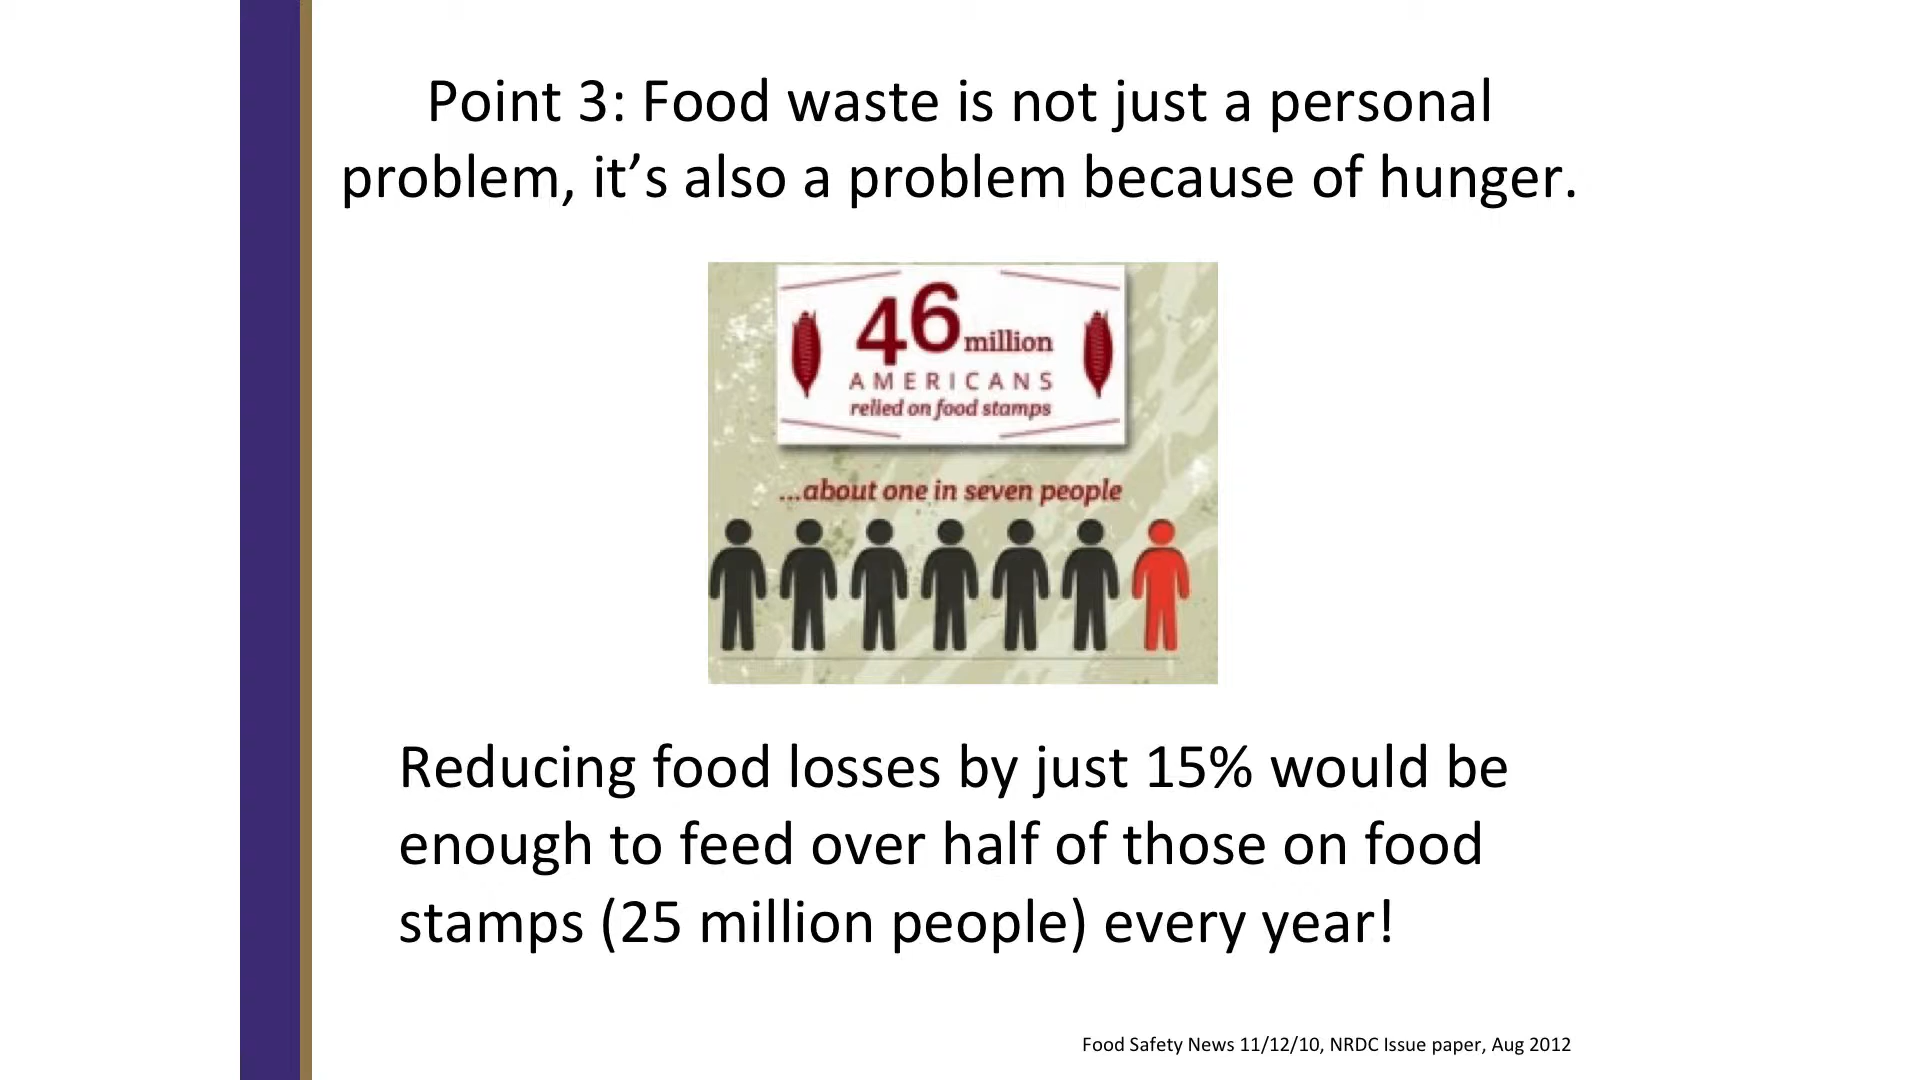 Point 3: Food waste is not just a personal
problem, it’s also a problem because of hunger.
46 million
AMERICANS
relied on food stamps
...about one in seven people
Reducing food losses by just 15% would be
enough to feed over half of those on food
stamps (25 million people) every year!
Food Safety News 11/12/10, NRDC Issue paper, Aug 2012